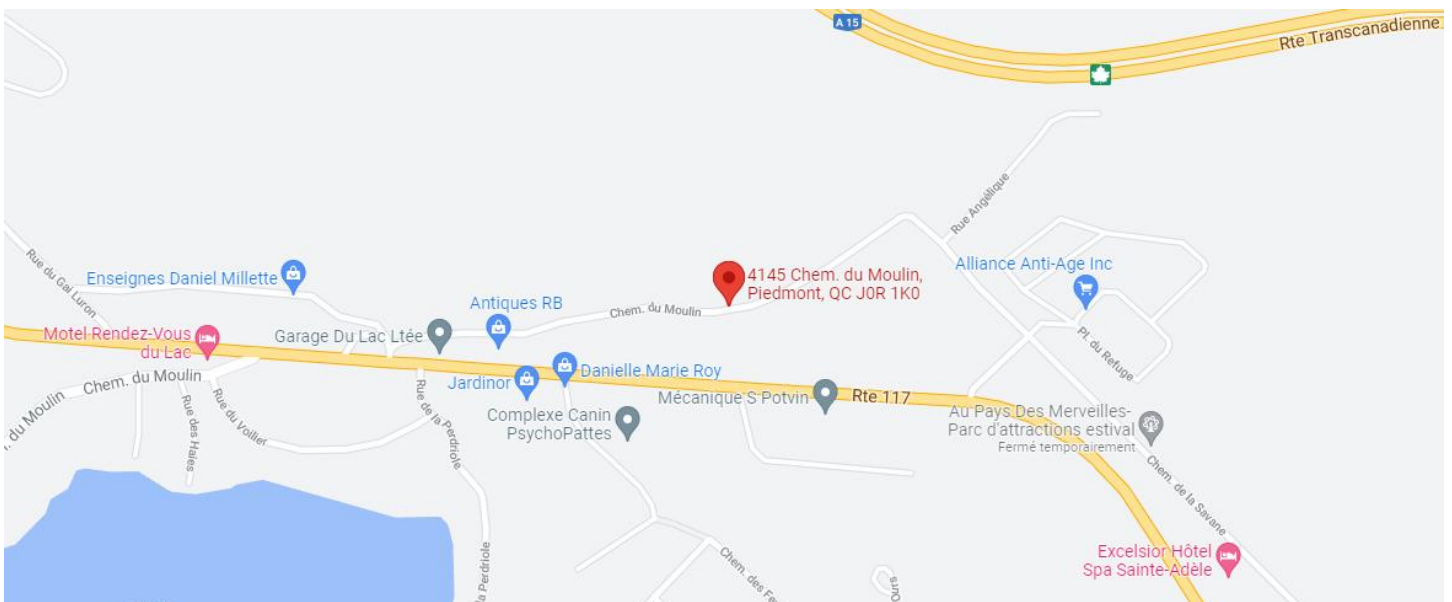 A 15
Rte Transcanadienne
Rue Angélique
Rue du Gai Luron
Enseignes Daniel Millette
Alliance Anti-Age Inc
4145 Chem. du Moulin,
Piedmont, QC J0R 1K0
Antiques RB
Chem. du Moulin
Motel Rendez-Vous
du Lac
Garage Du Lac Ltée
Pl. du Refuge
Chem. du Moulin
Jardinor
Danielle Marie Roy
Mécanique S Potvin
Rte 117
. du Moulin
Rue des Haies
Rue du Voilier
Rue de la Perdriole
Complexe Canin
PsychoPattes
Au Pays Des Merveilles-
Parc d'attractions estival
Fermé temporairement
Chem. de la Savane
la Perdriole
Chem. des Fe
Ours
Excelsior Hôtel
Spa Sainte-Adèle